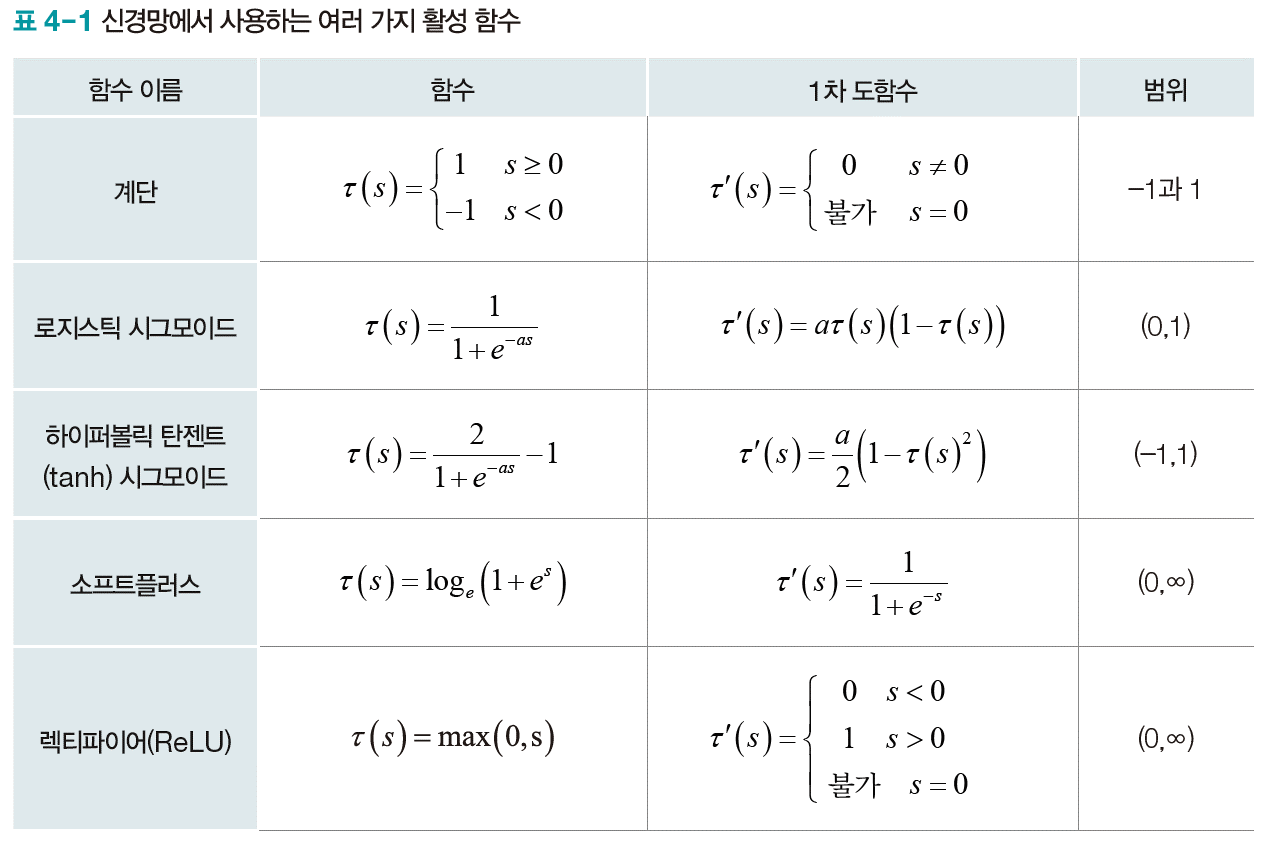 표 4-1 신경망에서 사용하는 여러 가지 활성 함수
함수 이름 함수 1차 도함수 범위
계단 τ(s) = { 1 s ≥ 0 −1 s < 0 τ′(s) = { 0 s ≠ 0 불가 s = 0 −1과 1
로지스틱 시그모이드 τ(s) = 1 / (1 + e^(−as)) τ′(s) = aτ(s)(1 − τ(s)) (0,1)
하이퍼볼릭 탄젠트
(tanh) 시그모이드 τ(s) = 2 / (1 + e^(−as)) − 1 τ′(s) = a/2 (1 − τ(s)²) (−1,1)
소프트플러스 τ(s) = logₑ(1 + e^s) τ′(s) = 1 / (1 + e^(−s)) (0,∞)
렉티파이어(ReLU) τ(s) = max(0,s) τ′(s) = { 0 s < 0 1 s > 0 불가 s = 0 (0,∞)